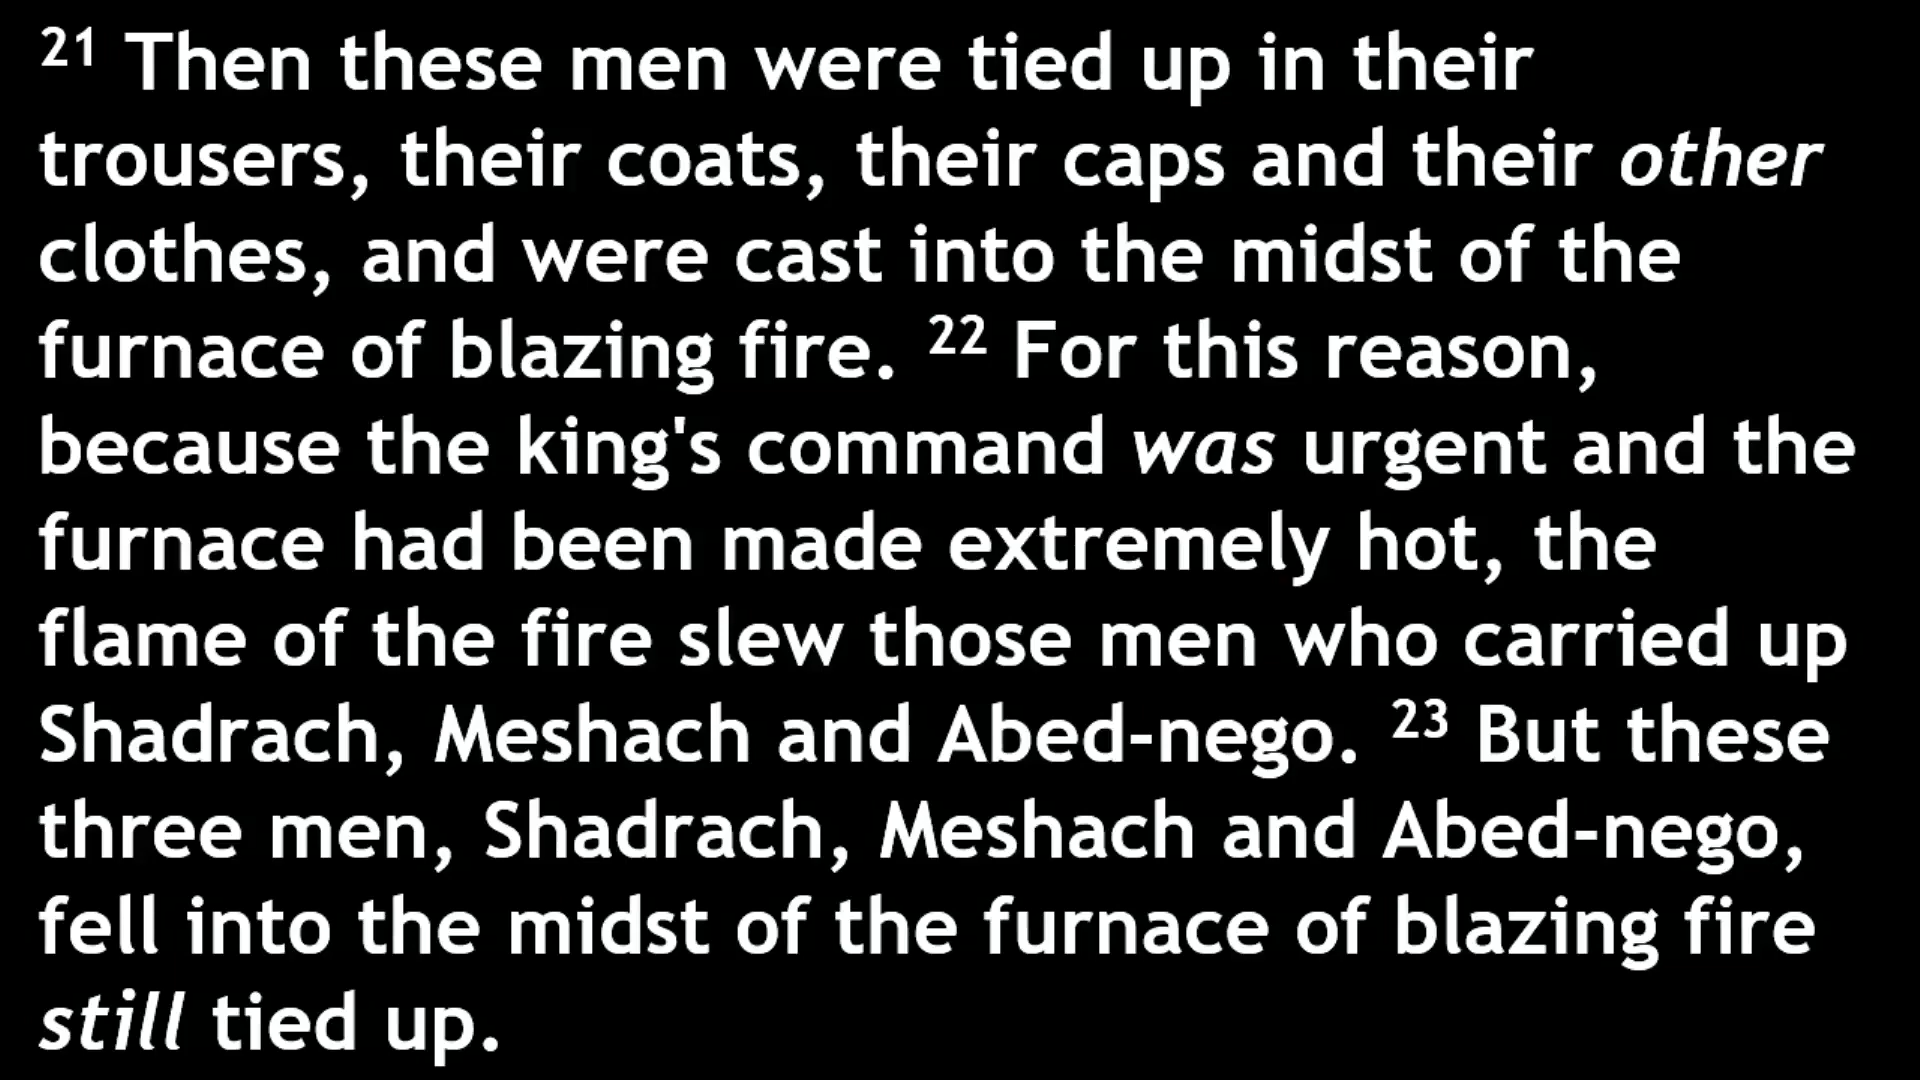 21 Then these men were tied up in their
trousers, their coats, their caps and their other
clothes, and were cast into the midst of the
furnace of blazing fire. 22 For this reason,
because the king's command was urgent and the
furnace had been made extremely hot, the
flame of the fire slew those men who carried up
Shadrach, Meshach and Abed-nego. 23 But these
three men, Shadrach, Meshach and Abed-nego,
fell into the midst of the furnace of blazing fire
still tied up.